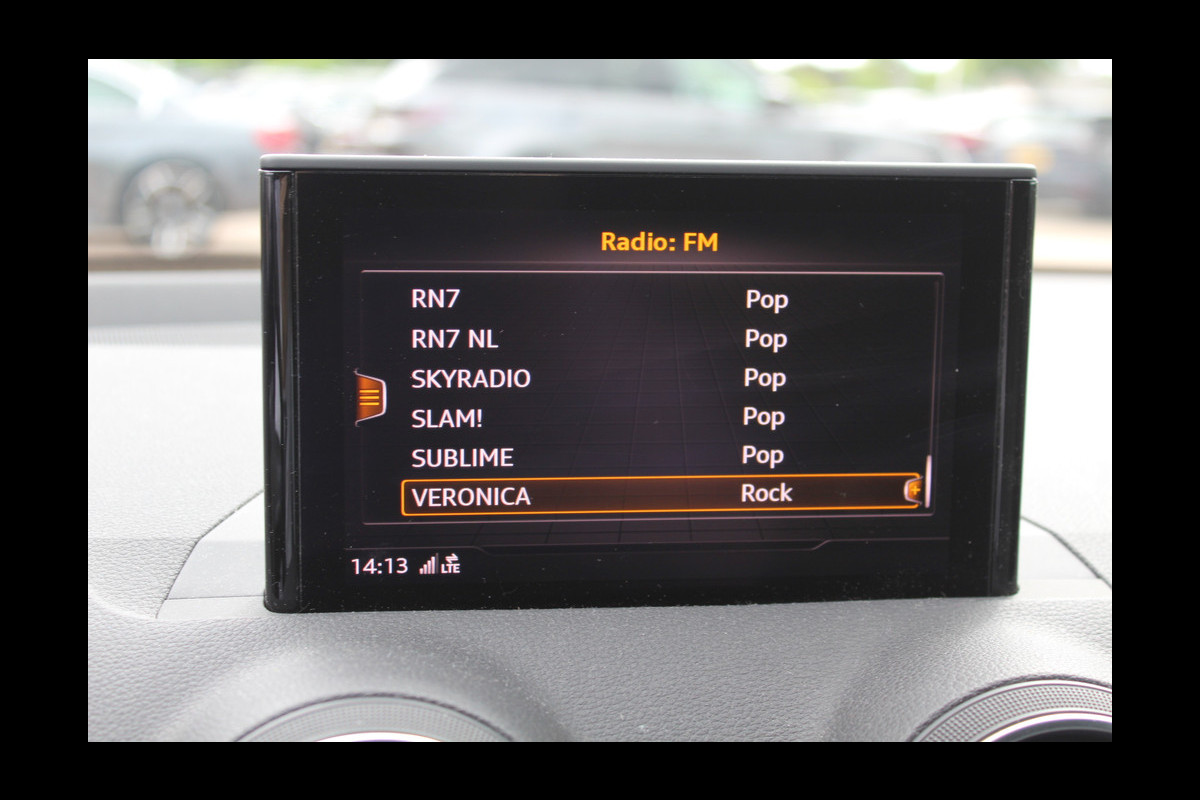 Radio: FM
RN7 Pop
RN7 NL Pop
SKYRADIO Pop
SLAM! Pop
SUBLIME Pop
VERONICA Rock
14:13 LTE